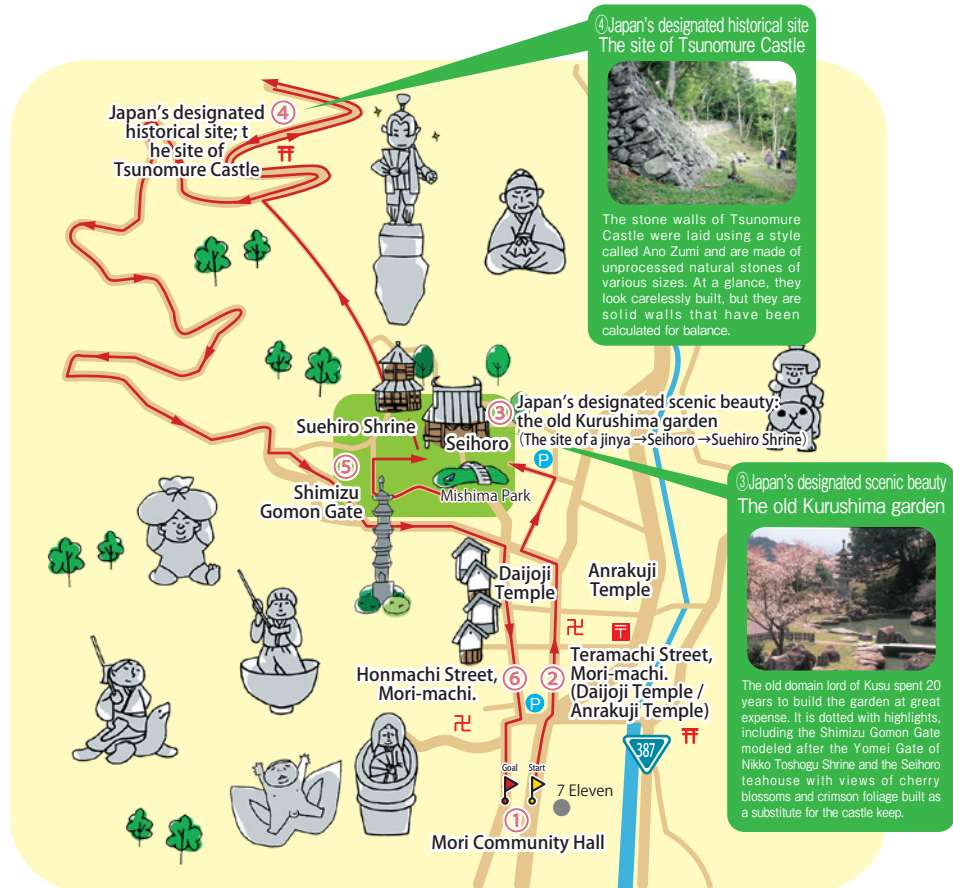 ④Japan's designated historical site
The site of Tsunomure Castle
The stone walls of Tsunomure
Castle were laid using a style
called Ano Zumi and are made of
unprocessed natural stones of
various sizes. At a glance, they
look carelessly built, but they are
solid walls that have been
calculated for balance.
Japan's designated ④
historical site; t
he site of
Tsunomure Castle
③ Japan's designated scenic beauty:
the old Kurushima garden
(The site of a jinya →Seihoro →Suehiro Shrine)
Suehiro Shrine
Seihoro
P
⑤
Shimizu
Gomon Gate
Mishima Park
③Japan's designated scenic beauty
The old Kurushima garden
The old domain lord of Kusu spent 20
years to build the garden at great
expense. It is dotted with highlights,
including the Shimizu Gomon Gate
modeled after the Yomei Gate of
Nikko Toshogu Shrine and the Seihoro
teahouse with views of cherry
blossoms and crimson foliage built as
a substitute for the castle keep.
Daijoji
Temple
Anrakuji
Temple
Honmachi Street,
Mori-machi.
⑥
②
Teramachi Street,
Mori-machi.
(Daijoji Temple /
Anrakuji Temple)
P
387
Goal
Start
7 Eleven
①
Mori Community Hall